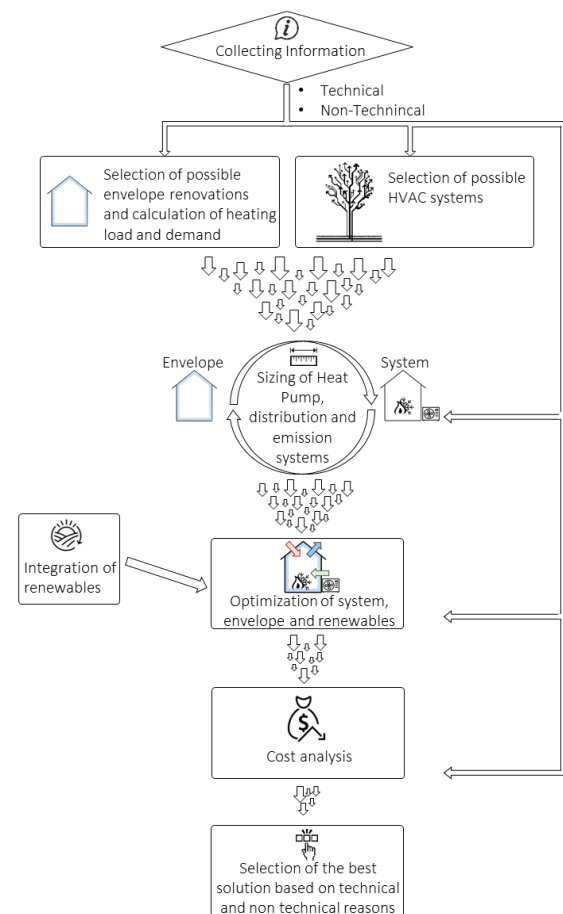 Collecting Information
• Technical
• Non-Technincal
Selection of possible
envelope renovations
and calculation of heating
load and demand
Selection of possible
HVAC systems
Envelope
System
Sizing of Heat
Pump,
distribution and
emission
systems
Integration of
renewables
Optimization of system,
envelope and renewables
$
Cost analysis
Selection of the best
solution based on technical
and non technical reasons